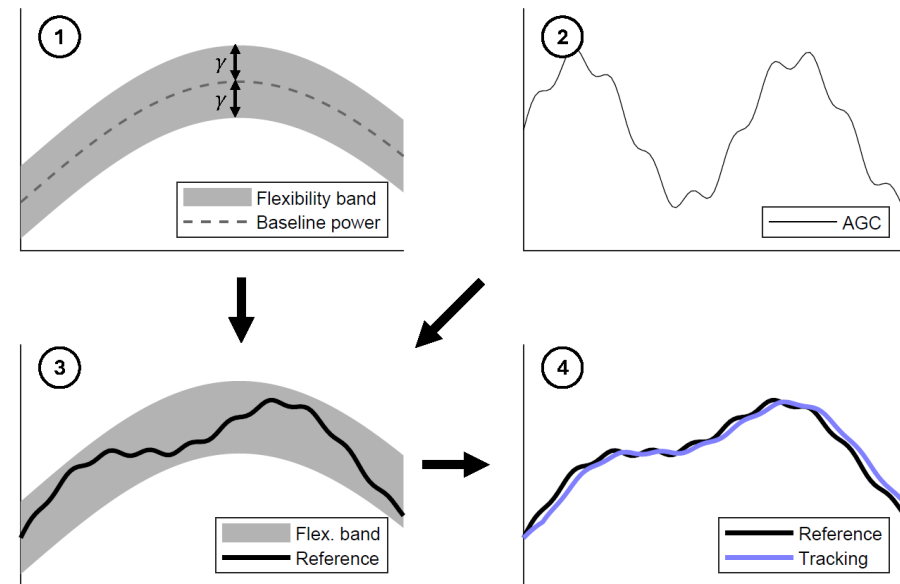 1
γ
γ
Flexibility band
Baseline power
2
AGC
3
Flex. band
Reference
4
Reference
Tracking